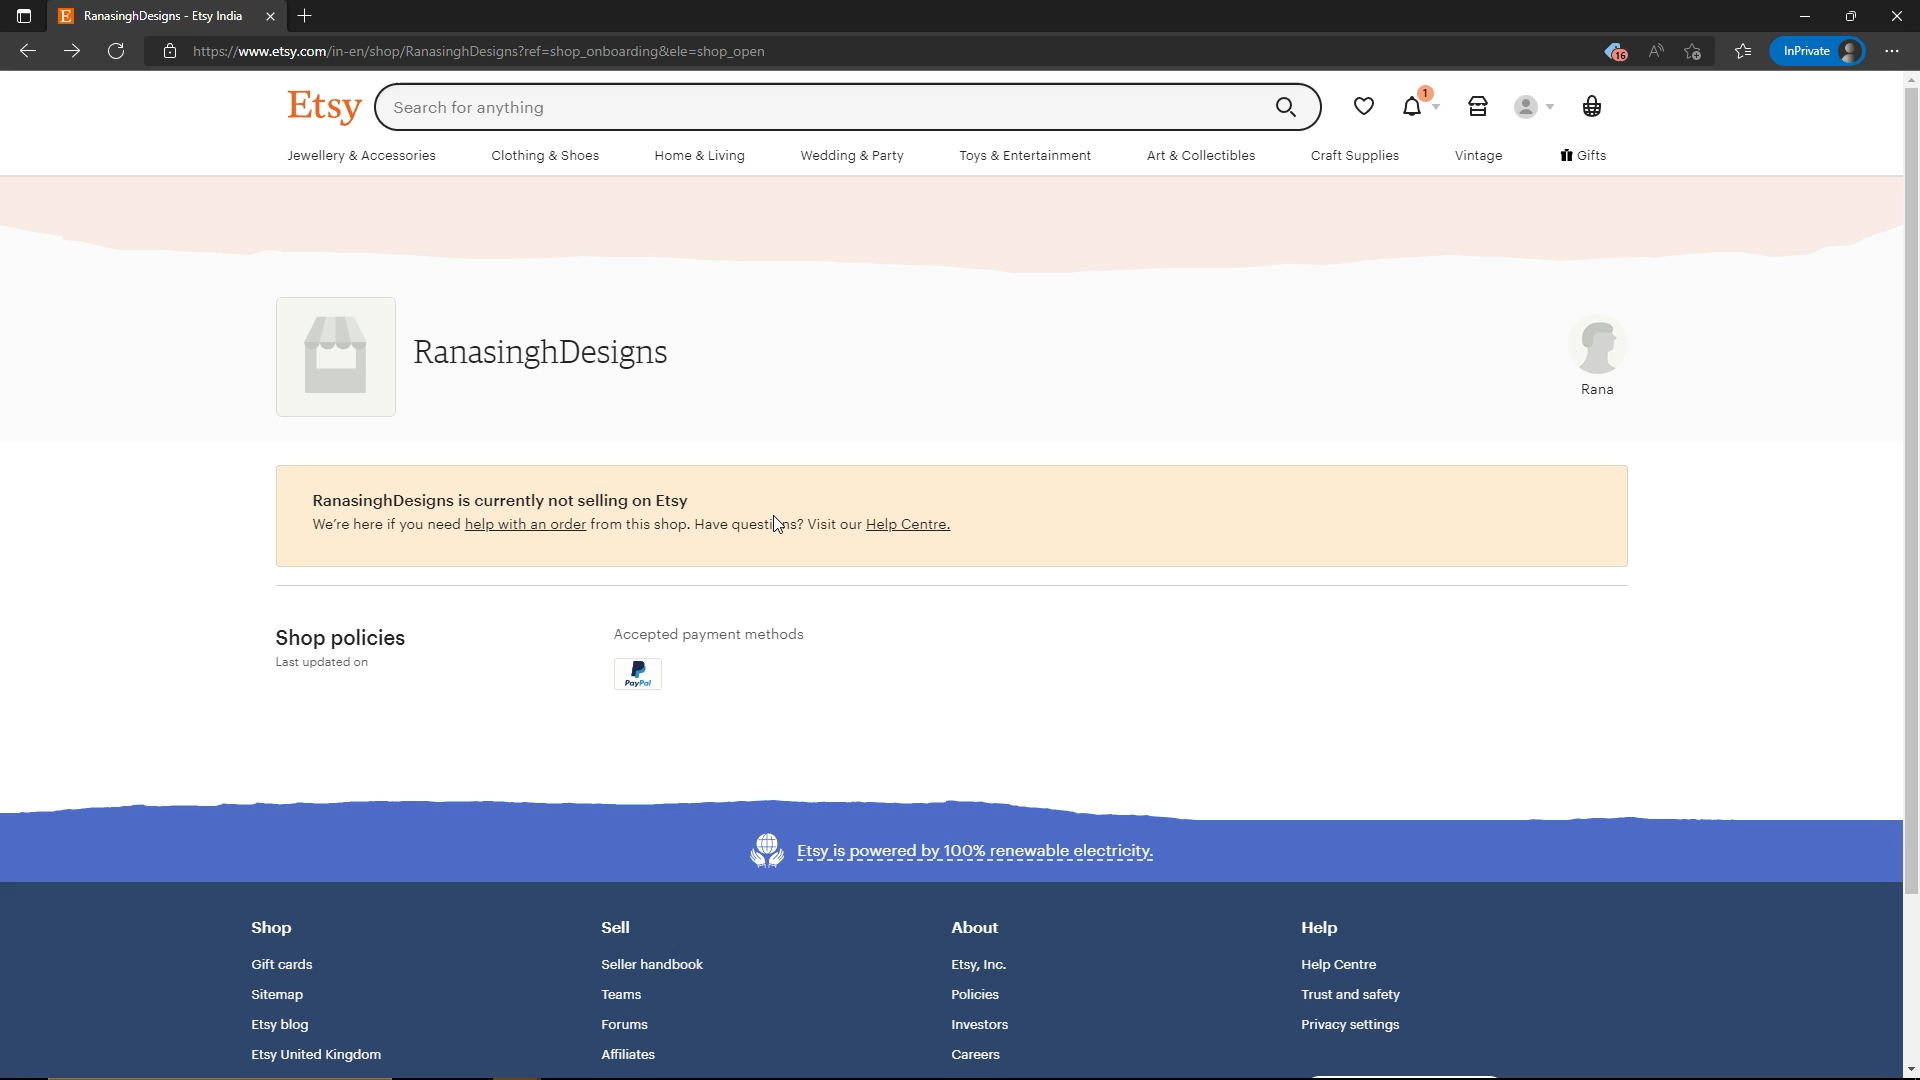 RanasinghDesigns - Etsy India
https://www.etsy.com/in-en/shop/RanasinghDesigns?ref=shop_onboarding&ele=shop_open
16
InPrivate
Etsy
Search for anything
1
Jewellery & Accessories
Clothing & Shoes
Home & Living
Wedding & Party
Toys & Entertainment
Art & Collectibles
Craft Supplies
Vintage
Gifts
RanasinghDesigns
Rana
RanasinghDesigns is currently not selling on Etsy
We're here if you need help with an order from this shop. Have questions? Visit our Help Centre.
Shop policies
Last updated on
Accepted payment methods
PayPal
Etsy is powered by 100% renewable electricity.
Shop
Gift cards
Sitemap
Etsy blog
Etsy United Kingdom
Sell
Seller handbook
Teams
Forums
Affiliates
About
Etsy, Inc.
Policies
Investors
Careers
Help
Help Centre
Trust and safety
Privacy settings